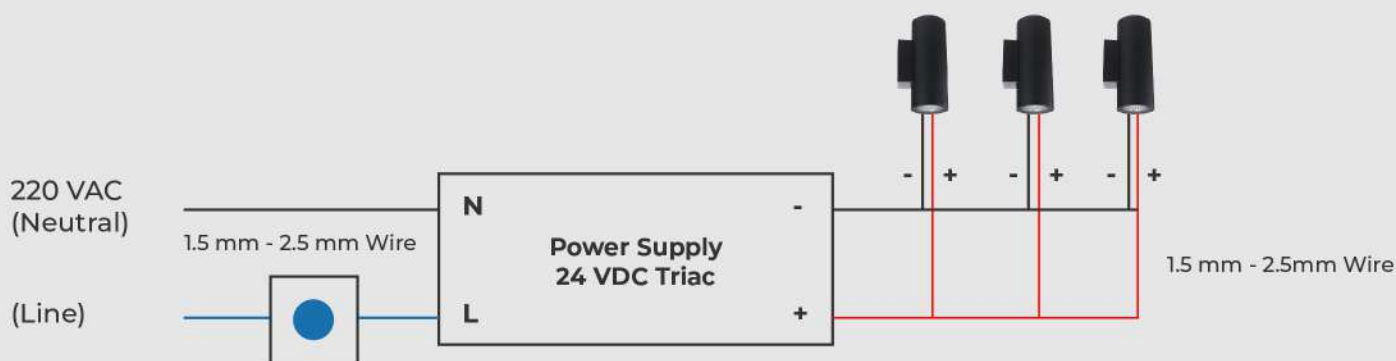 - + - + - +
220 VAC
(Neutral)
N
-
1.5 mm - 2.5 mm Wire
Power Supply
24 VDC Triac
1.5 mm - 2.5mm Wire
(Line)
L
+